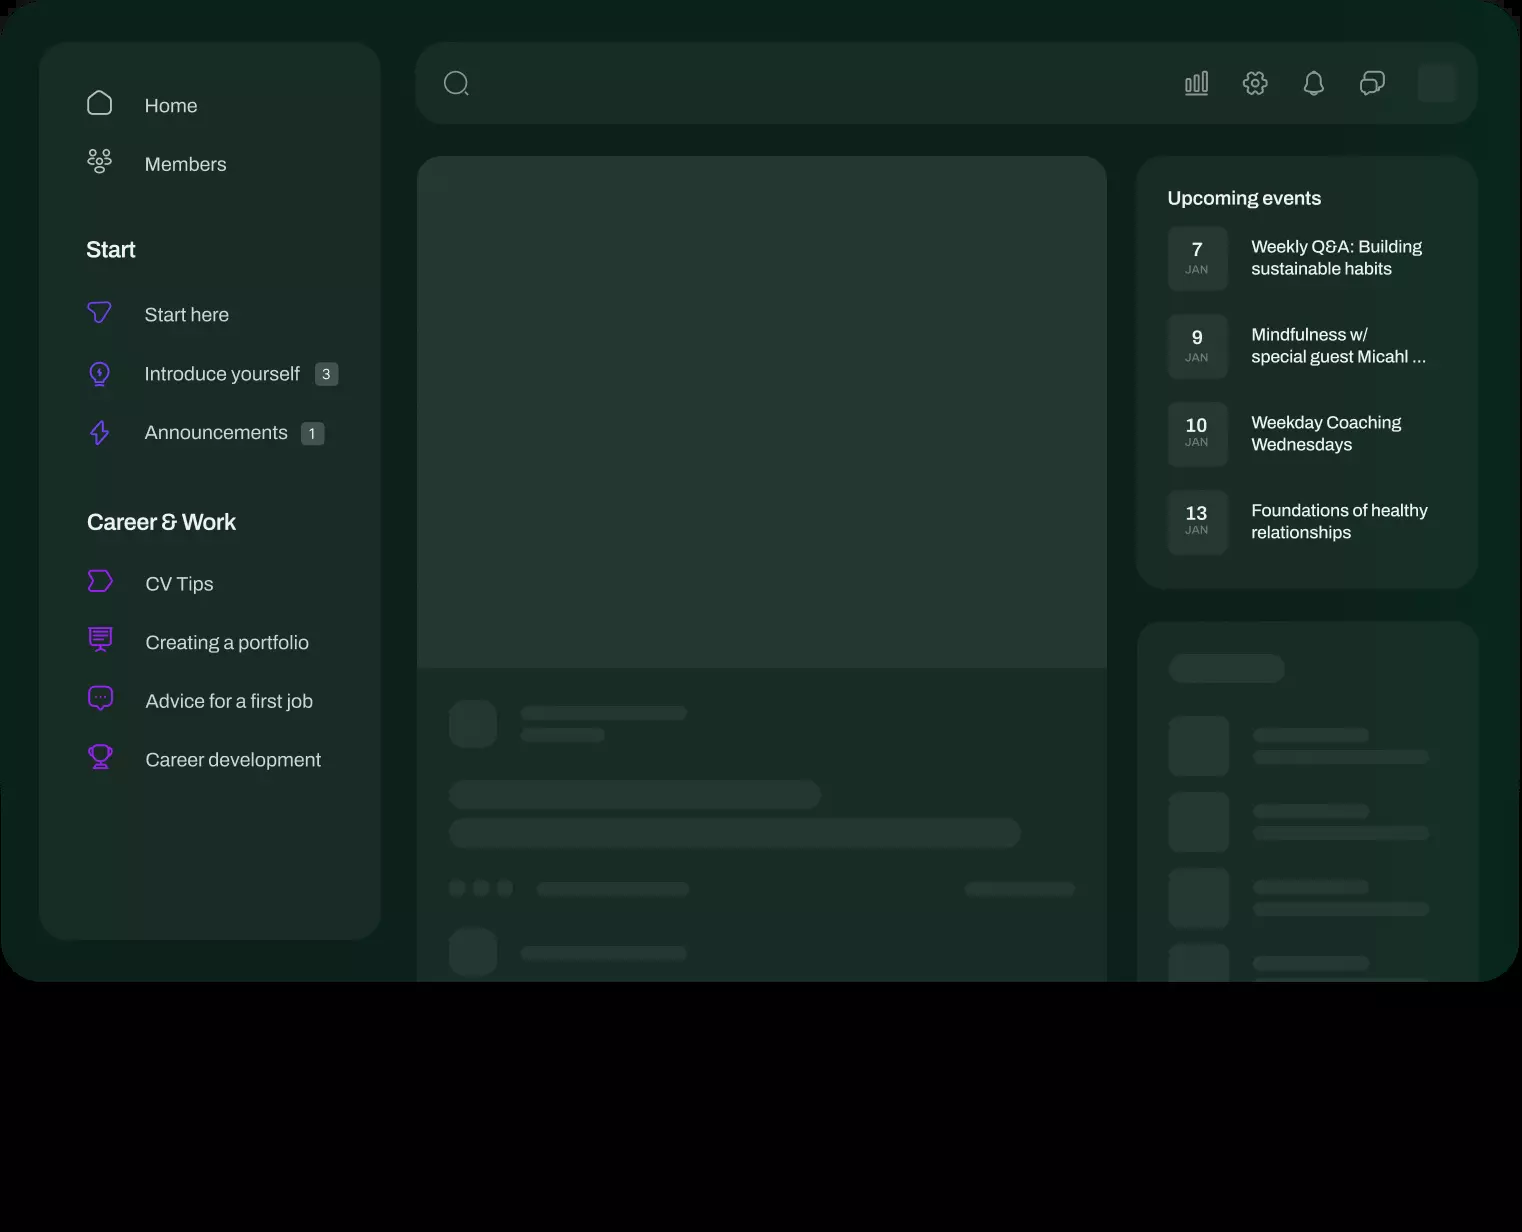 Home
Members
Start
Start here
Introduce yourself 3
Announcements 1
Career & Work
CV Tips
Creating a portfolio
Advice for a first job
Career development
Upcoming events
7
JAN
Weekly Q&A: Building
sustainable habits
9
JAN
Mindfulness w/
special guest Micahl ...
10
JAN
Weekday Coaching
Wednesdays
13
JAN
Foundations of healthy
relationships